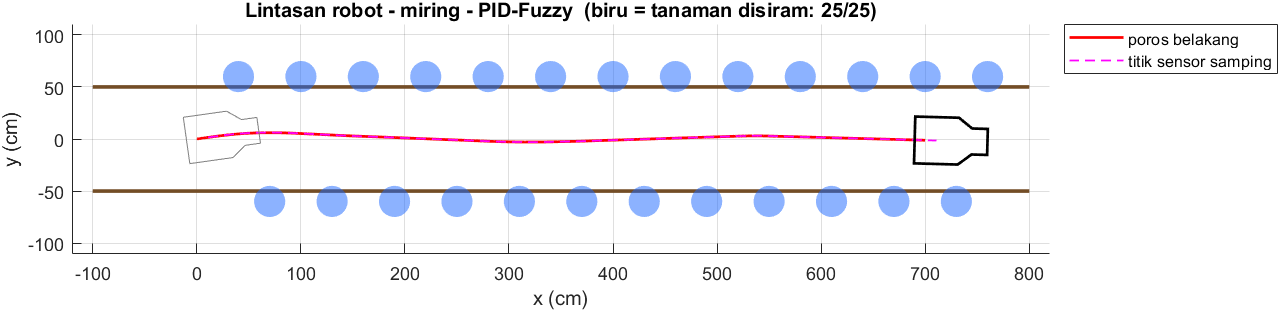 Lintasan robot - miring - PID-Fuzzy  (biru = tanaman disiram: 25/25)
poros belakang
titik sensor samping
y (cm)
100
50
0
-50
-100
-100 0 100 200 300 400 500 600 700 800
x (cm)